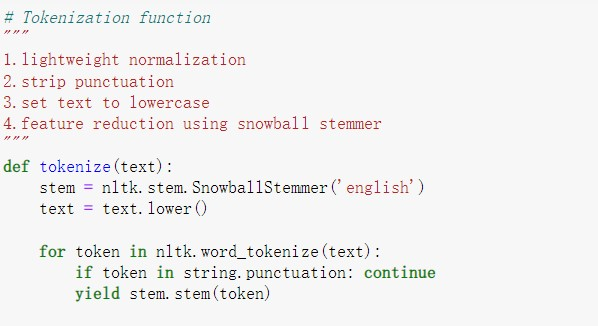 # Tokenization function
"""
1. lightweight normalization
2. strip punctuation
3. set text to lowercase
4. feature reduction using snowball stemmer
"""
def tokenize(text):
    stem = nltk.stem.SnowballStemmer('english')
    text = text.lower()

    for token in nltk.word_tokenize(text):
        if token in string.punctuation: continue
        yield stem.stem(token)